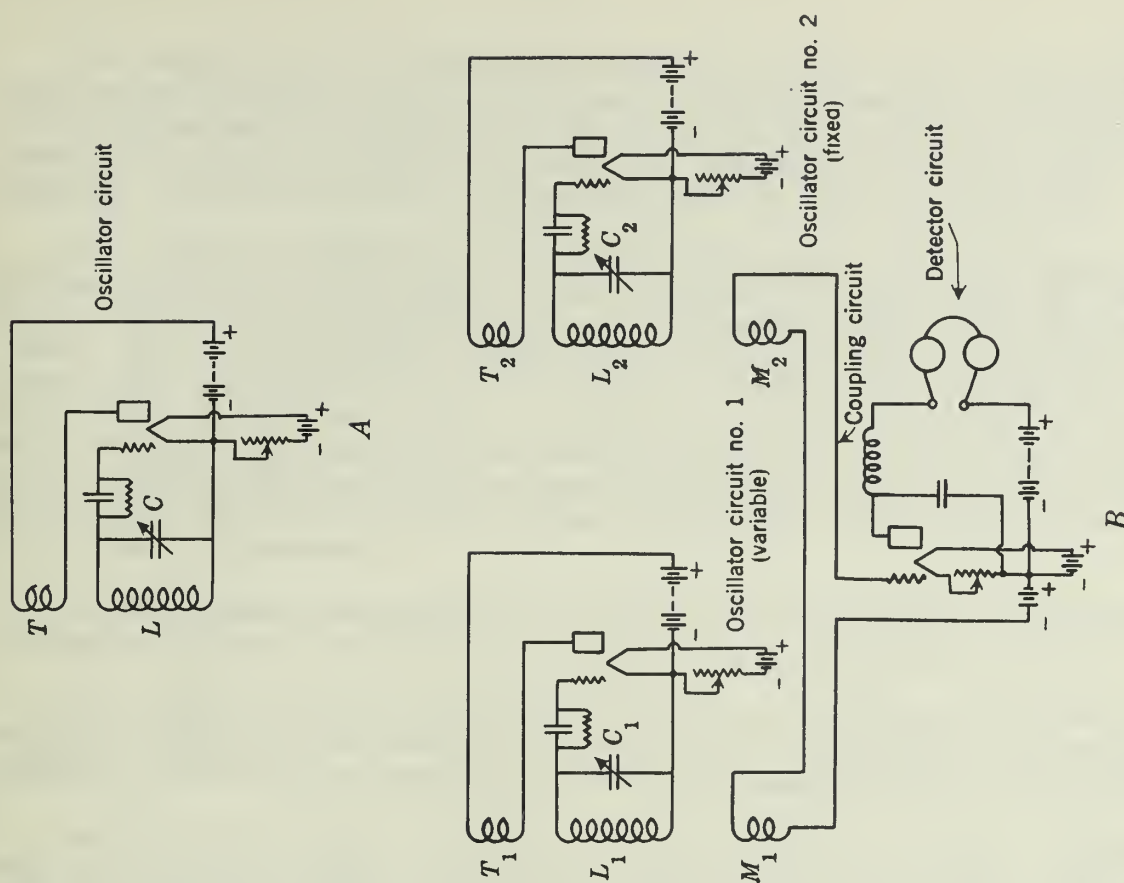 Oscillator circuit
T
L
C
+
-
-
+
A
T₁
L₁
C₁
+
-
-
+
Oscillator circuit no. 1
(variable)
T₂
L₂
C₂
+
-
-
+
Oscillator circuit no. 2
(fixed)
M₁
M₂
Coupling circuit
Detector circuit
-
+
-
+
-
+
B